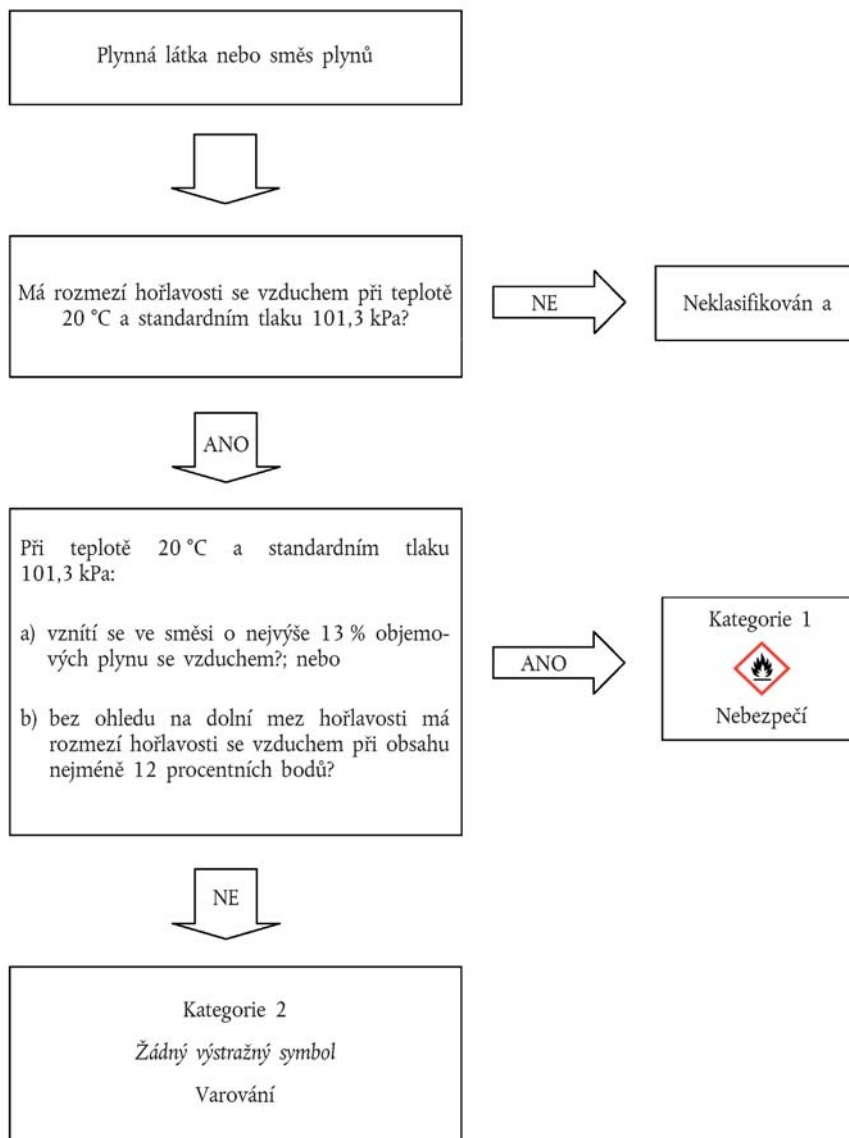 Plynná látka nebo směs plynů
Má rozmezí hořlavosti se vzduchem při teplotě
20 °C a standardním tlaku 101,3 kPa?
NE
Neklasifikován a
ANO
Při teplotě 20 °C a standardním tlaku
101,3 kPa:
a) vznítí se ve směsi o nejvýše 13 % objemo-
vých plynu se vzduchem?; nebo
b) bez ohledu na dolní mez hořlavosti má
rozmezí hořlavosti se vzduchem při obsahu
nejméně 12 procentních bodů?
ANO
Kategorie 1
Nebezpečí
NE
Kategorie 2
Žádný výstražný symbol
Varování